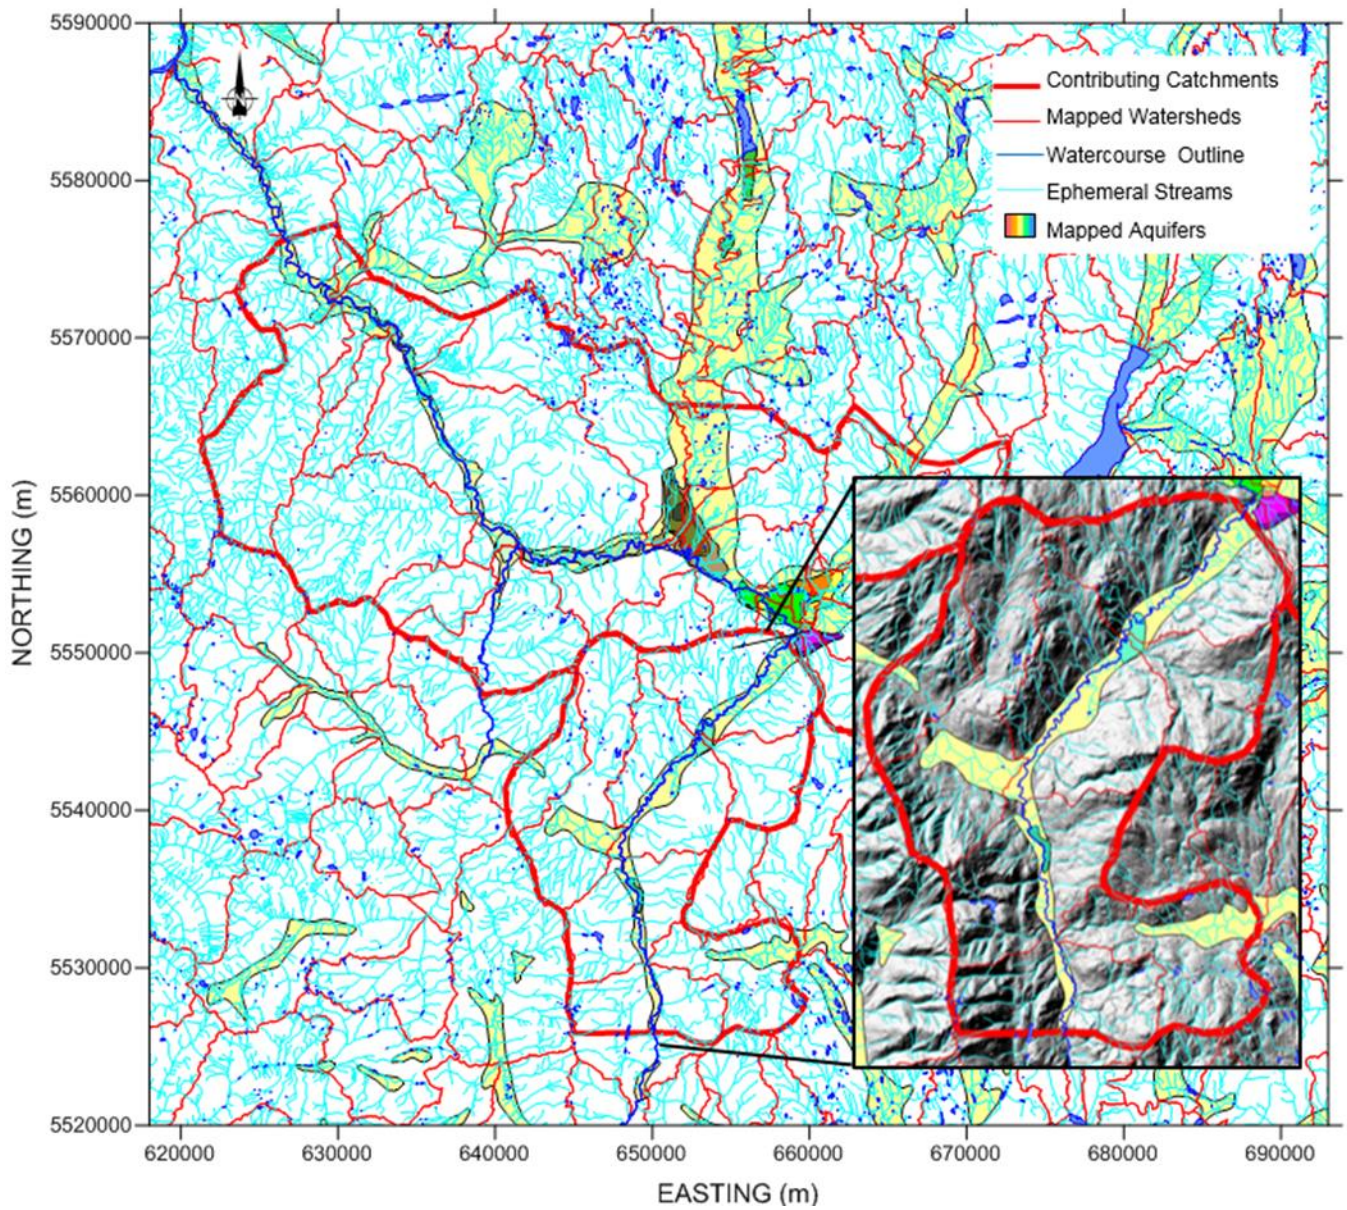 5590000
5580000
5570000
5560000
5550000
5540000
5530000
5520000
NORTHING (m)
Contributing Catchments
Mapped Watersheds
Watercourse Outline
Ephemeral Streams
Mapped Aquifers
620000 630000 640000 650000 660000 670000 680000 690000
EASTING (m)